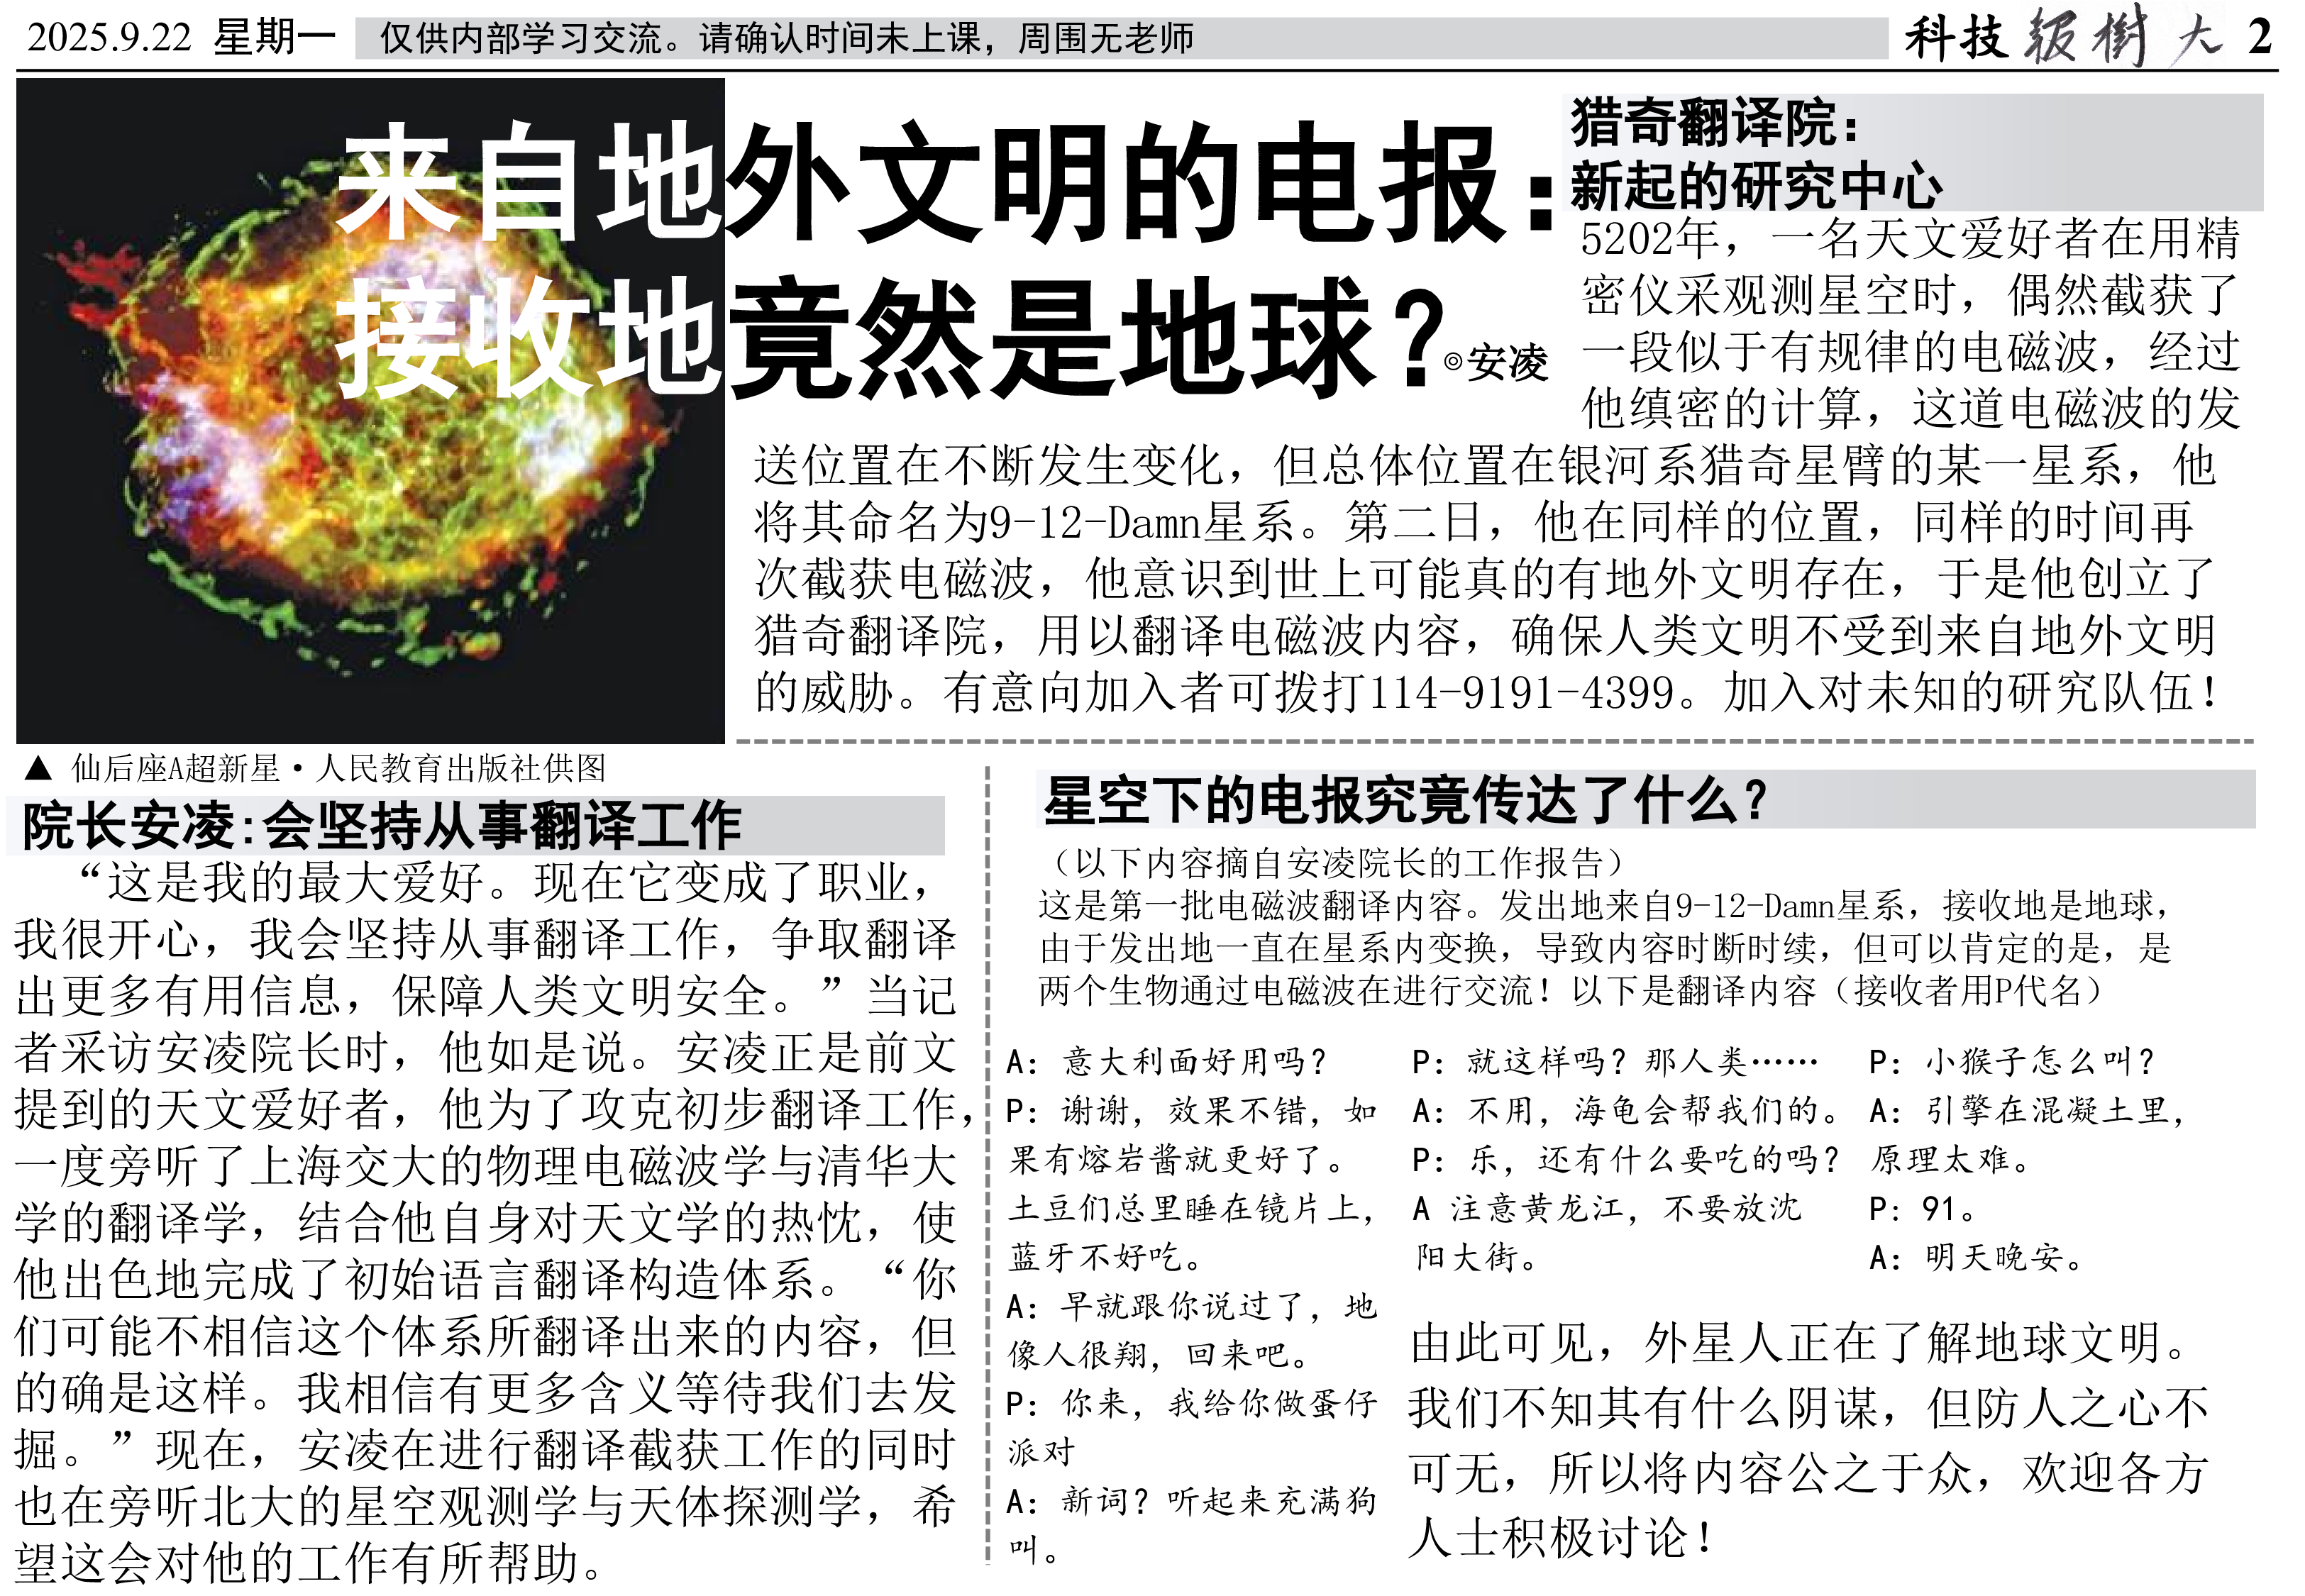 2025.9.22 星期一 仅供内部学习交流。请确认时间未上课，周围无老师 科技 报樹大 2
来自地外文明的电报：
接收地竟然是地球？◎安凌
猎奇翻译院：
新起的研究中心
5202年，一名天文爱好者在用精
密仪采观测星空时，偶然截获了
一段似于有规律的电磁波，经过
他缜密的计算，这道电磁波的发
送位置在不断发生变化，但总体位置在银河系猎奇星臂的某一星系，他
将其命名为9-12-Damn星系。第二日，他在同样的位置，同样的时间再
次截获电磁波，他意识到世上可能真的有地外文明存在，于是他创立了
猎奇翻译院，用以翻译电磁波内容，确保人类文明不受到来自地外文明
的威胁。有意向加入者可拨打114-9191-4399。加入对未知的研究队伍！
▲ 仙后座A超新星·人民教育出版社供图
院长安凌:会坚持从事翻译工作
“这是我的最大爱好。现在它变成了职业，
我很开心，我会坚持从事翻译工作，争取翻译
出更多有用信息，保障人类文明安全。”当记
者采访安凌院长时，他如是说。安凌正是前文
提到的天文爱好者，他为了攻克初步翻译工作，
一度旁听了上海交大的物理电磁波学与清华大
学的翻译学，结合他自身对天文学的热忱，使
他出色地完成了初始语言翻译构造体系。“你
们可能不相信这个体系所翻译出来的内容，但
的确是这样。我相信有更多含义等待我们去发
掘。”现在，安凌在进行翻译截获工作的同时
也在旁听北大的星空观测学与天体探测学，希
望这会对他的工作有所帮助。
星空下的电报究竟传达了什么？
（以下内容摘自安凌院长的工作报告）
这是第一批电磁波翻译内容。发出地来自9-12-Damn星系，接收地是地球，
由于发出地一直在星系内变换，导致内容时断时续，但可以肯定的是，是
两个生物通过电磁波在进行交流！以下是翻译内容（接收者用P代名）
A：意大利面好用吗？
P：谢谢，效果不错，如
果有熔岩酱就更好了。
土豆们总里睡在镜片上，
蓝牙不好吃。
A：早就跟你说过了，地
像人很翔，回来吧。
P：你来，我给你做蛋仔
派对
A：新词？听起来充满狗
叫。
P：就这样吗？那人类……
A：不用，海龟会帮我们的。
P：乐，还有什么要吃的吗？
A 注意黄龙江，不要放沈
阳大街。
P：小猴子怎么叫？
A：引擎在混凝土里，
原理太难。
P：91。
A：明天晚安。
由此可见，外星人正在了解地球文明。
我们不知其有什么阴谋，但防人之心不
可无，所以将内容公之于众，欢迎各方
人士积极讨论！